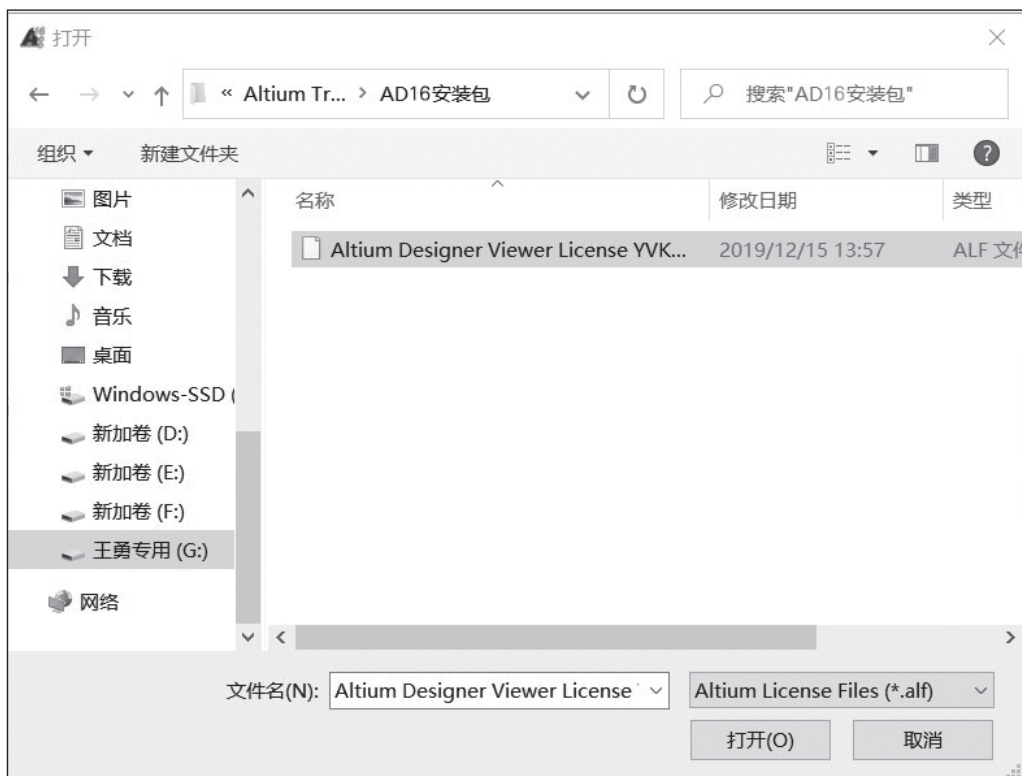 打开
« Altium Tr... > AD16安装包
搜索"AD16安装包"
组织
新建文件夹
名称
修改日期
类型
Altium Designer Viewer License YVK...
2019/12/15 13:57
ALF 文件
图片
文档
下载
音乐
桌面
Windows-SSD (
新加卷 (D:)
新加卷 (E:)
新加卷 (F:)
王勇专用 (G:)
网络
文件名(N):
Altium Designer Viewer License
Altium License Files (*.alf)
打开(O)
取消